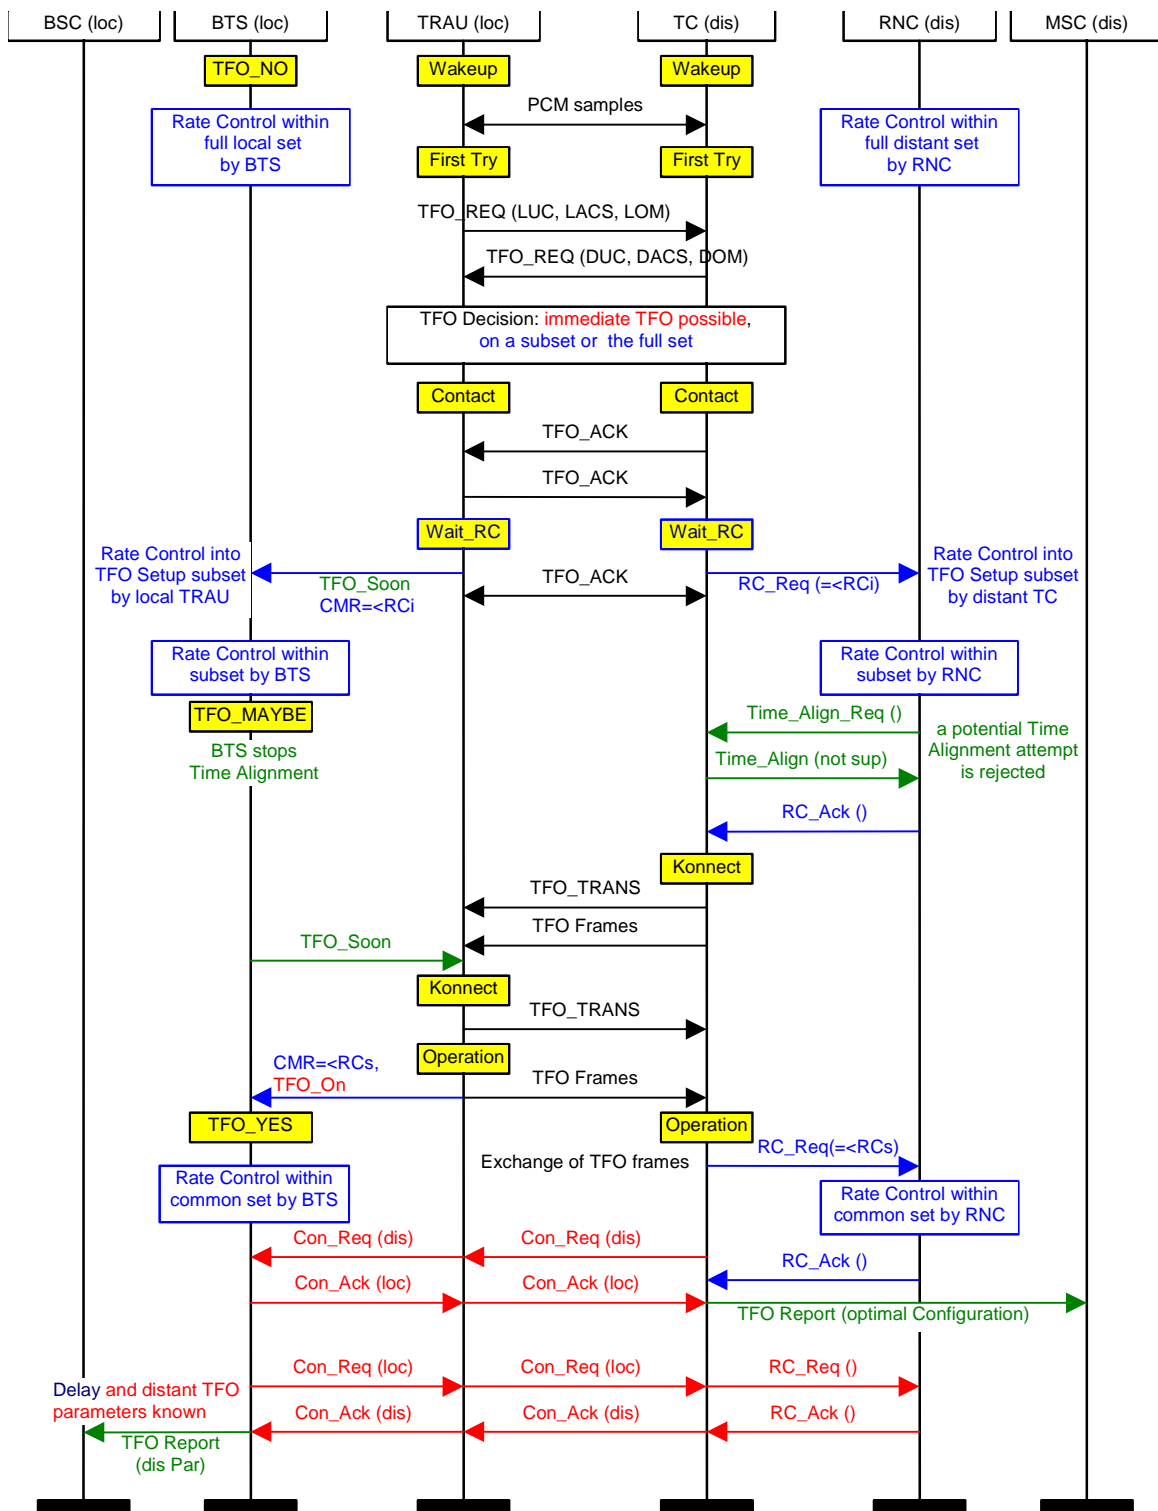 BSC (loc)
BTS (loc)
TRAU (loc)
TC (dis)
RNC (dis)
MSC (dis)
TFO_NO
Wakeup
Wakeup
PCM samples
Rate Control within
full local set
by BTS
Rate Control within
full distant set
by RNC
First Try
First Try
TFO_REQ (LUC, LACS, LOM)
TFO_REQ (DUC, DACS, DOM)
TFO Decision: immediate TFO possible,
on a subset or the full set
Contact
Contact
TFO_ACK
TFO_ACK
Wait_RC
Wait_RC
Rate Control into
TFO Setup subset
by local TRAU
TFO_Soon
CMR=<RCi
TFO_ACK
RC_Req (=<RCi)
Rate Control into
TFO Setup subset
by distant TC
Rate Control within
subset by BTS
Rate Control within
subset by RNC
TFO_MAYBE
BTS stops
Time Alignment
Time_Align_Req ()
Time_Align (not sup)
a potential Time
Alignment attempt
is rejected
RC_Ack ()
Konnect
TFO_TRANS
TFO Frames
TFO_Soon
Konnect
TFO_TRANS
Operation
CMR=<RCs,
TFO_On
TFO Frames
TFO_YES
Operation
Exchange of TFO frames
RC_Req(=<RCs)
Rate Control within
common set by BTS
Rate Control within
common set by RNC
Con_Req (dis)
Con_Req (dis)
RC_Ack ()
Con_Ack (loc)
Con_Ack (loc)
TFO Report (optimal Configuration)
Con_Req (loc)
Con_Req (loc)
RC_Req ()
Delay and distant TFO
parameters known
Con_Ack (dis)
Con_Ack (dis)
RC_Ack ()
TFO Report
(dis Par)